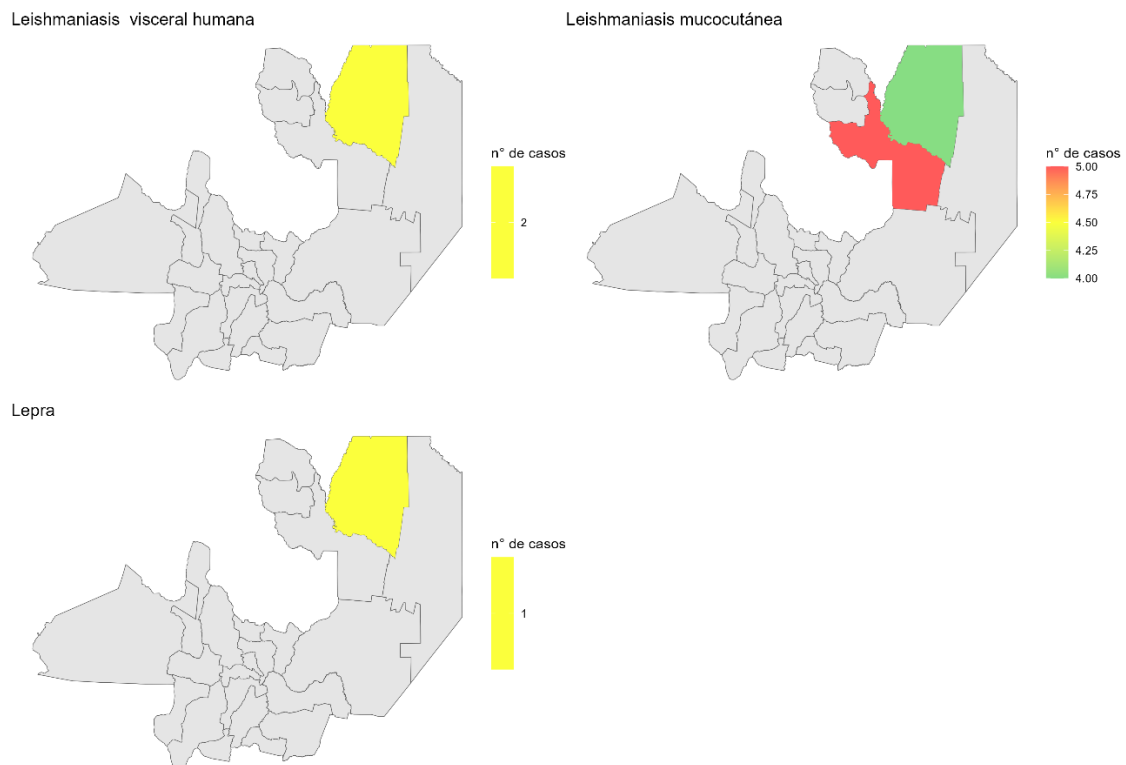 Leishmaniasis visceral humana
n° de casos
2
Leishmaniasis mucocutánea
n° de casos
5.00
4.75
4.50
4.25
4.00
Lepra
n° de casos
1